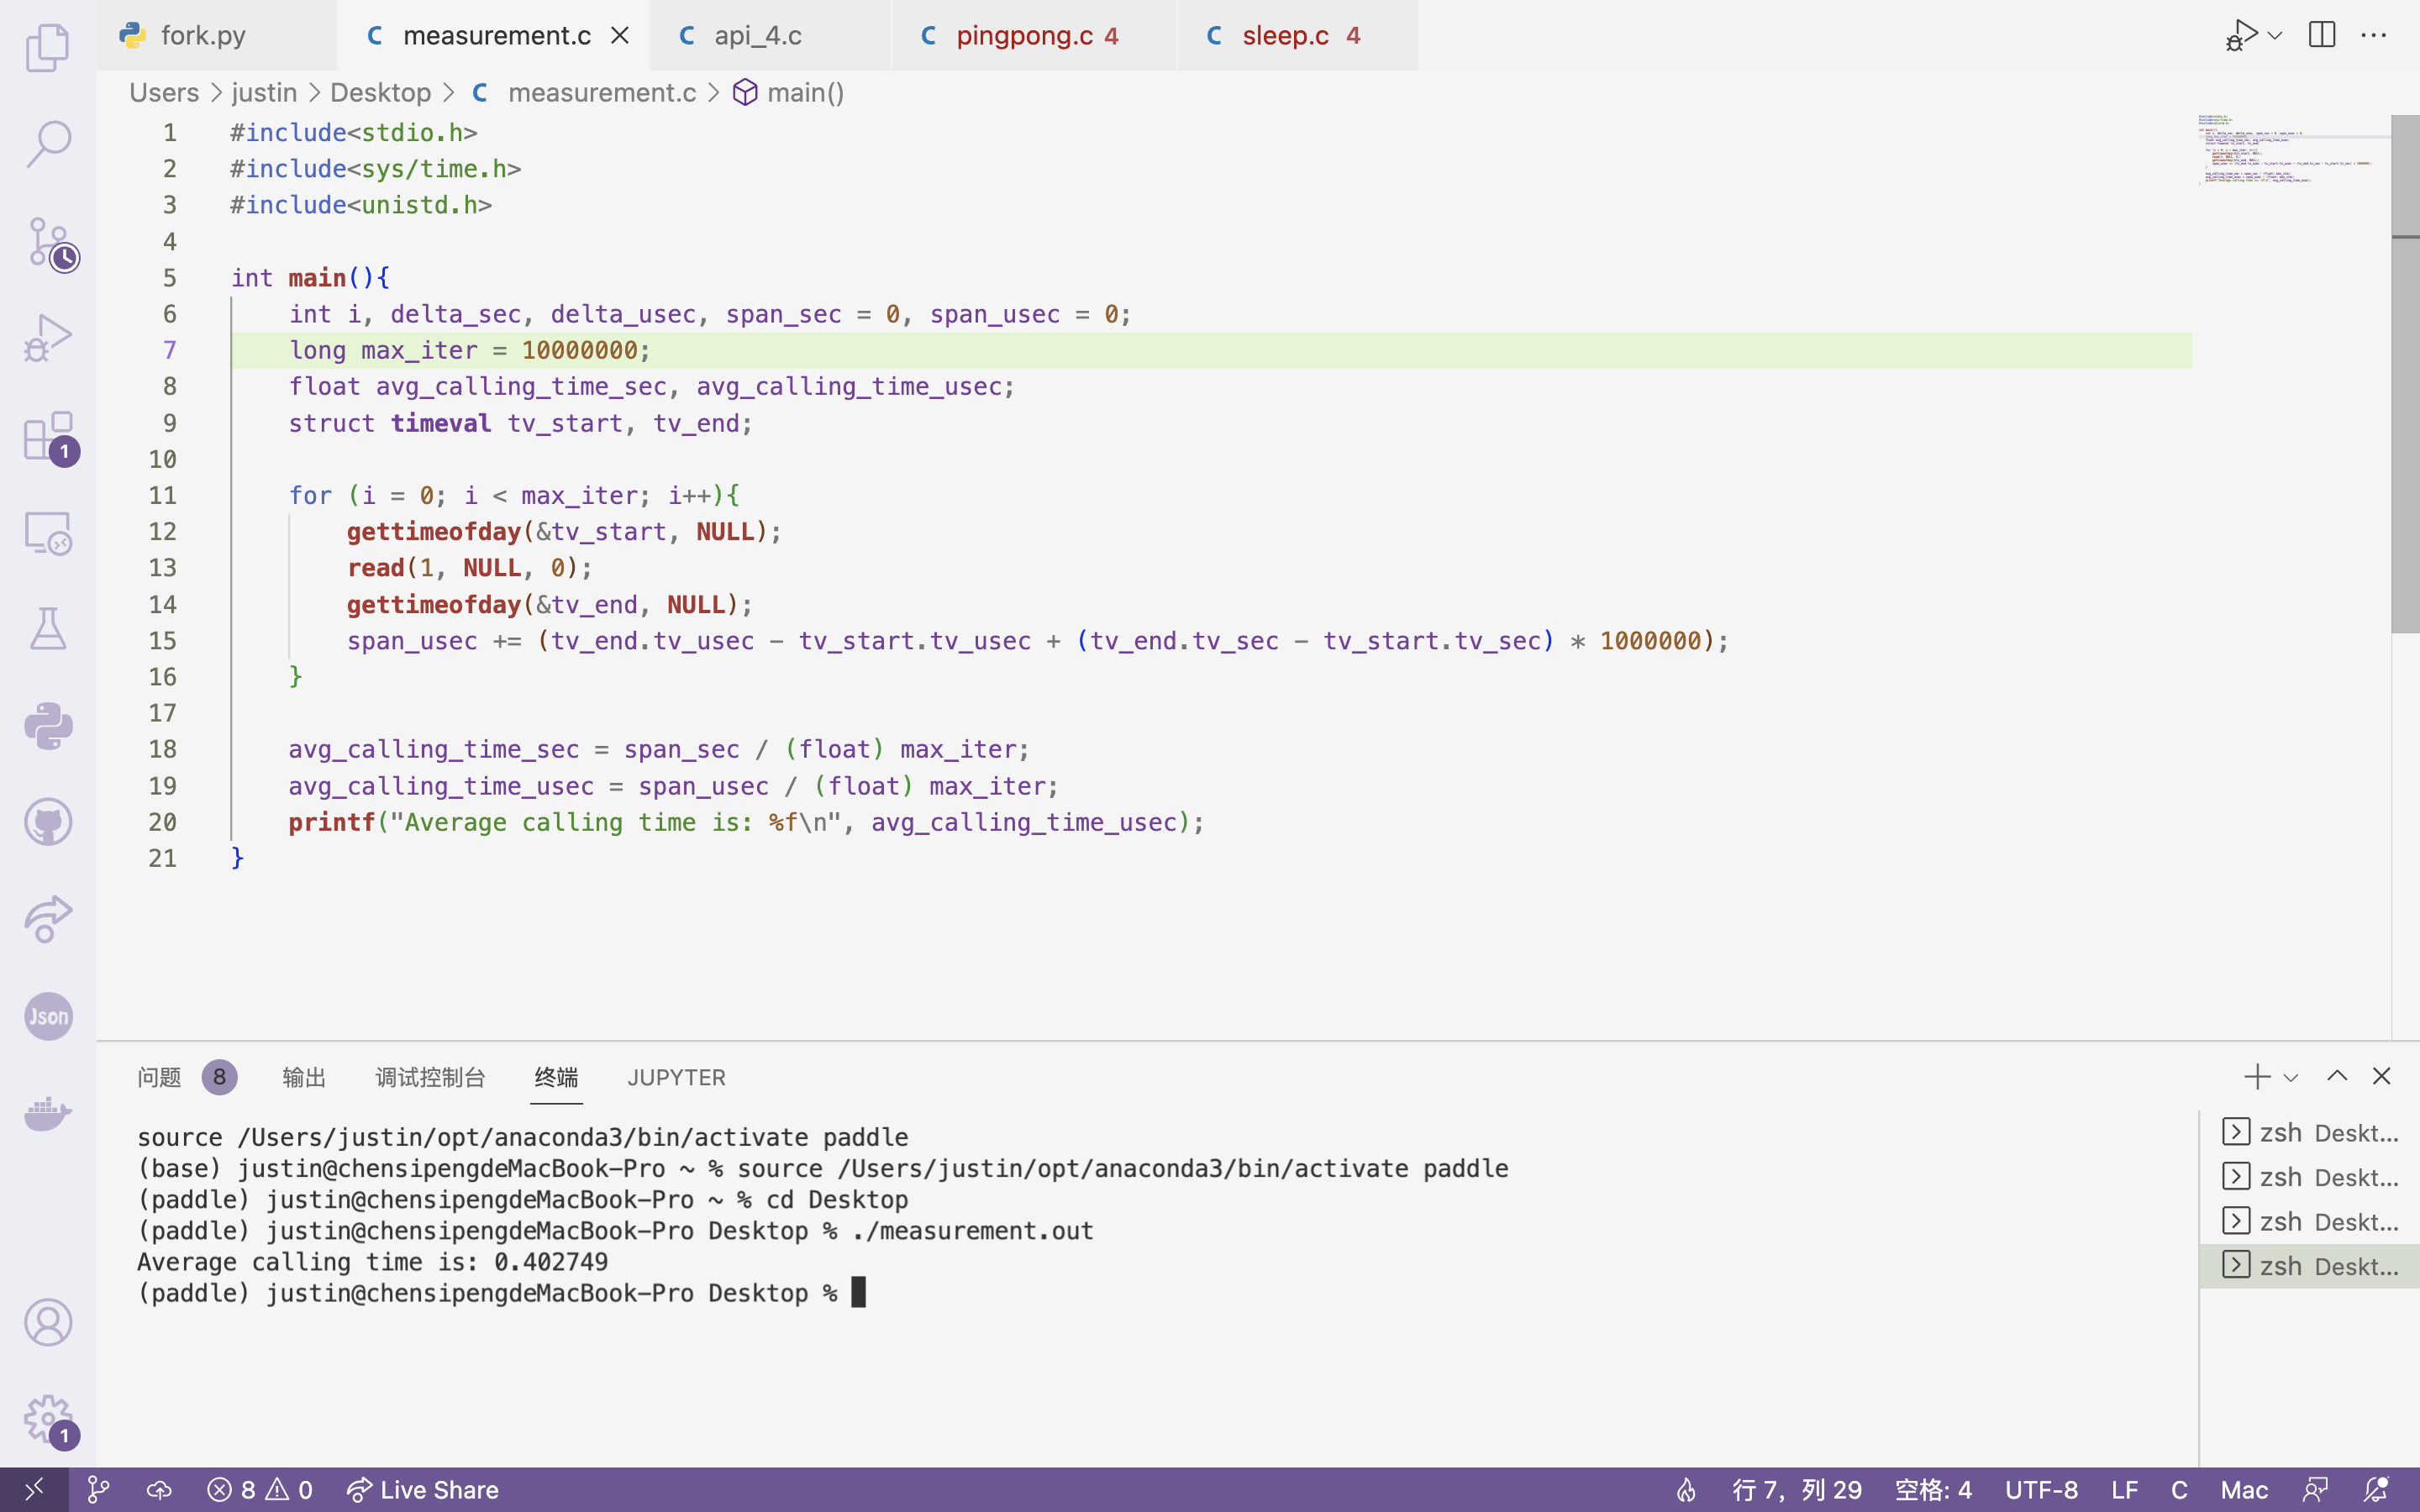 fork.py
measurement.c
api_4.c
pingpong.c 4
sleep.c 4
Users > justin > Desktop > C measurement.c > main()
1 #include<stdio.h>
2 #include<sys/time.h>
3 #include<unistd.h>
4
5 int main(){
6 int i, delta_sec, delta_usec, span_sec = 0, span_usec = 0;
7 long max_iter = 10000000;
8 float avg_calling_time_sec, avg_calling_time_usec;
9 struct timeval tv_start, tv_end;
10
11 for (i = 0; i < max_iter; i++){
12 gettimeofday(&tv_start, NULL);
13 read(1, NULL, 0);
14 gettimeofday(&tv_end, NULL);
15 span_usec += (tv_end.tv_usec - tv_start.tv_usec + (tv_end.tv_sec - tv_start.tv_sec) * 1000000);
16 }
17
18 avg_calling_time_sec = span_sec / (float) max_iter;
19 avg_calling_time_usec = span_usec / (float) max_iter;
20 printf("Average calling time is: %f\n", avg_calling_time_usec);
21 }
1
Json
1
问题 8 输出 调试控制台 终端 JUPYTER
source /Users/justin/opt/anaconda3/bin/activate paddle
(base) justin@chensipengdeMacBook-Pro ~ % source /Users/justin/opt/anaconda3/bin/activate paddle
(paddle) justin@chensipengdeMacBook-Pro ~ % cd Desktop
(paddle) justin@chensipengdeMacBook-Pro Desktop % ./measurement.out
Average calling time is: 0.402749
(paddle) justin@chensipengdeMacBook-Pro Desktop %
zsh Deskt...
zsh Deskt...
zsh Deskt...
zsh Deskt...
8 0 Live Share 行 7，列 29 空格: 4 UTF-8 LF C Mac